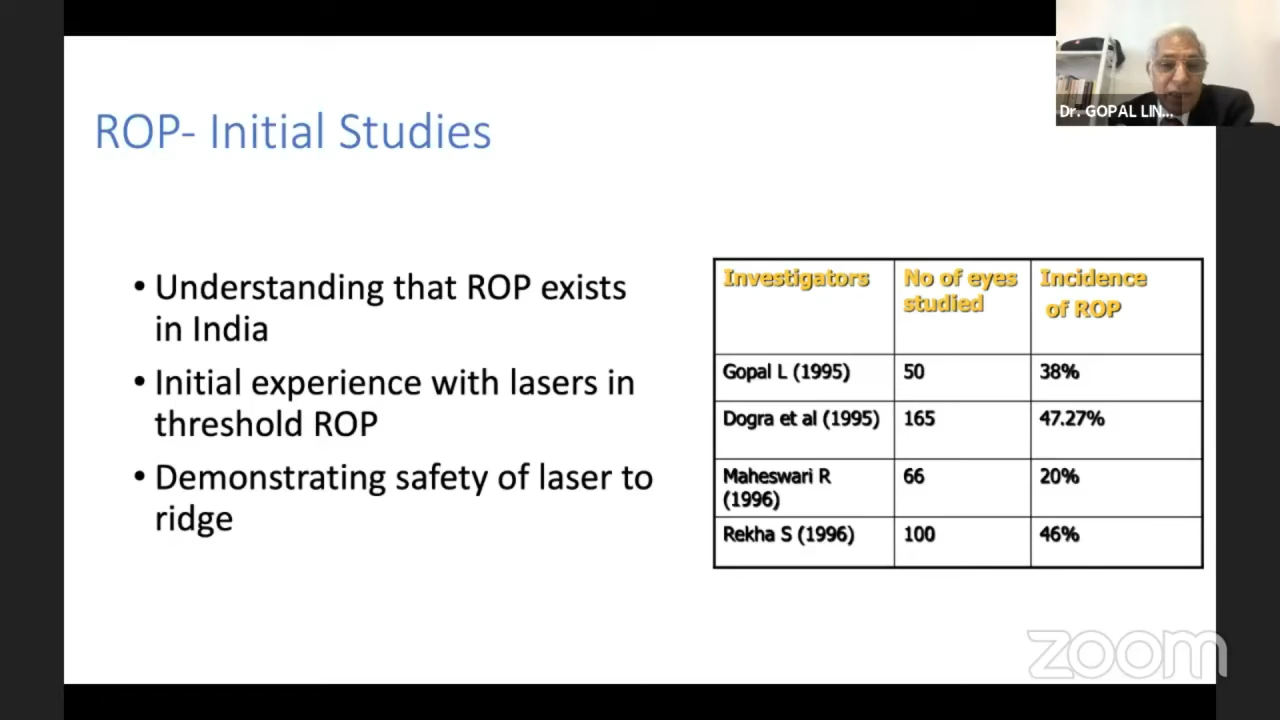 Dr. GOPAL LIN...
ROP- Initial Studies
• Understanding that ROP exists
in India
• Initial experience with lasers in
threshold ROP
• Demonstrating safety of laser to
ridge
Investigators No of eyes studied Incidence of ROP
Gopal L (1995) 50 38%
Dogra et al (1995) 165 47.27%
Maheswari R (1996) 66 20%
Rekha S (1996) 100 46%
zoom